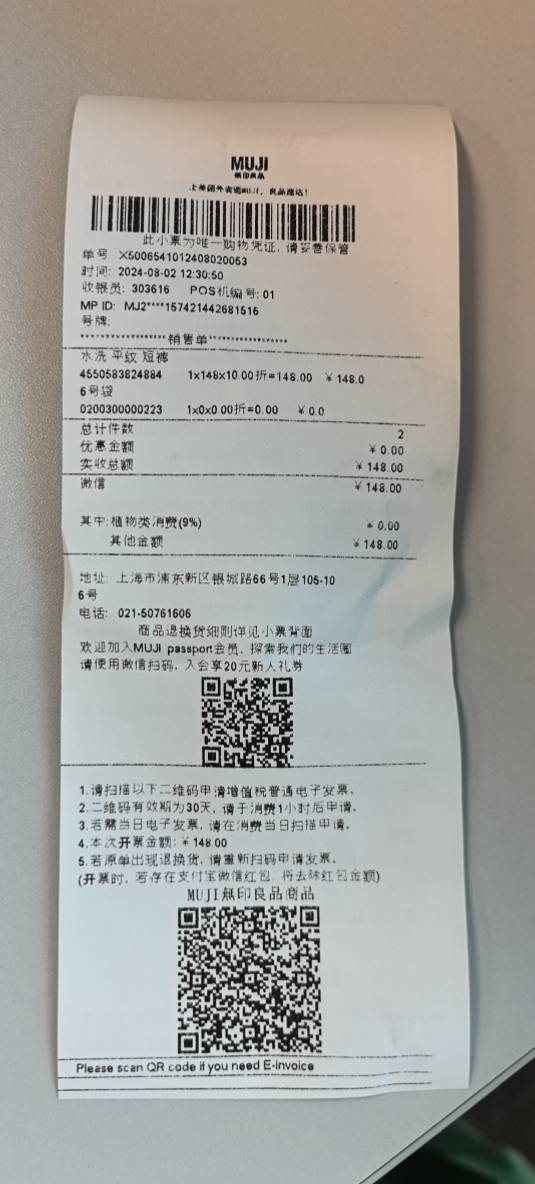 MUJI
無印良品
上美团外卖逛MUJI，良品速达！
此小票为唯一购物凭证，请妥善保管
单号 X5006541012408020053
时间: 2024-08-02 12:30:50
收银员: 303616 POS机编号: 01
MP ID: MJ2****157421442681516
号牌:
******************销售单******************
水洗 平纹 短裤
4550583824884 1x148x10.00折=148.00 ￥148.0
6号袋
0200300000223 1x0x0.00折=0.00 ￥0.0
总计件数 2
优惠金额 ￥0.00
实收总额 ￥148.00
微信 ￥148.00
其中:植物类消费(9%) ￥0.00
其他金额 ￥148.00
地址: 上海市浦东新区银城路66号1层105-10
6号
电话: 021-50761606
商品退换货细则详见小票背面
欢迎加入MUJI passport会员，探索我们的生活圈
请使用微信扫码，入会享20元新人礼券
1.请扫描以下二维码申请增值税普通电子发票。
2.二维码有效期为30天，请于消费1小时后申请。
3.若需当日电子发票，请在消费当日扫描申请。
4.本次开票金额:￥148.00
5.若原单出现退换货，请重新扫码申请发票。
(开票时，若存在支付宝微信红包，将去除红包金额)
MUJI無印良品商品
Please scan QR code if you need E-invoice